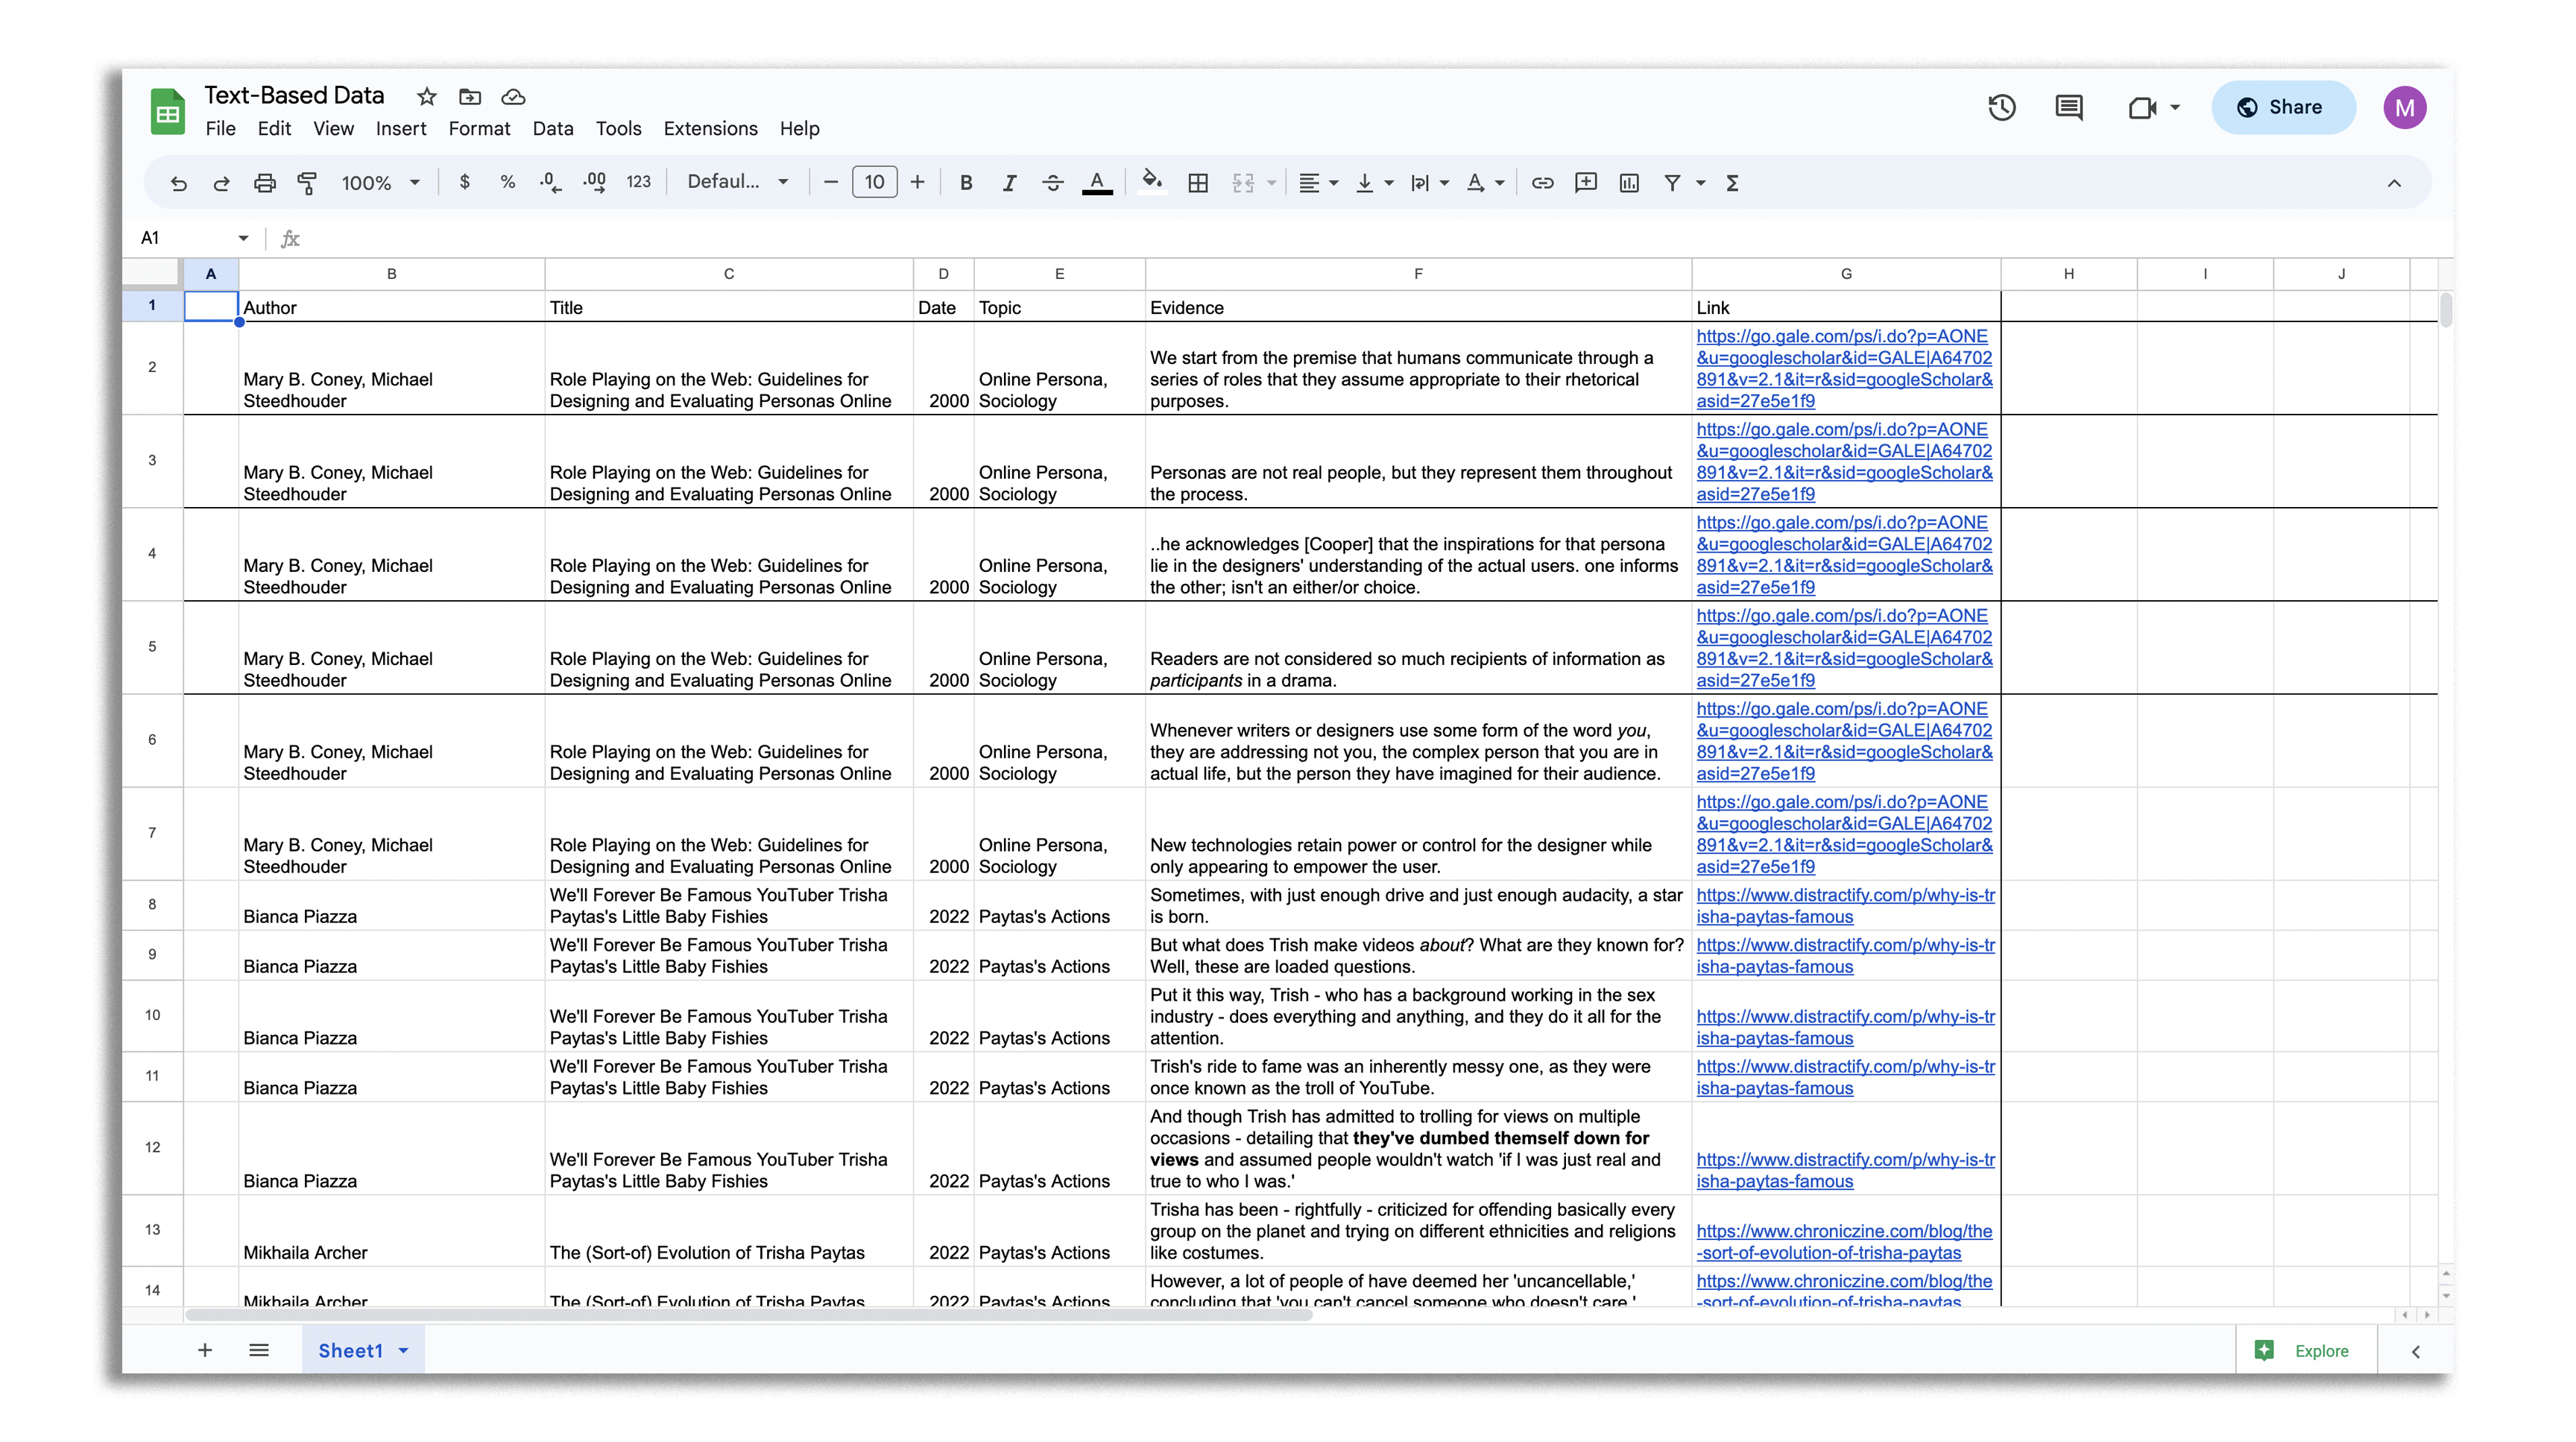 Text-Based Data
File Edit View Insert Format Data Tools Extensions Help
Share
M
100% $ % .0 .00 123 Defaul... 10 B I A
A1 fx
A B C D E F G H I J
1 Author Title Date Topic Evidence Link
2
Mary B. Coney, Michael
Steedhouder
Role Playing on the Web: Guidelines for
Designing and Evaluating Personas Online
2000
Online Persona,
Sociology
We start from the premise that humans communicate through a
series of roles that they assume appropriate to their rhetorical
purposes.
https://go.gale.com/ps/i.do?p=AONE
&u=googlescholar&id=GALE|A64702
891&v=2.1&it=r&sid=googleScholar&
asid=27e5e1f9
3
Mary B. Coney, Michael
Steedhouder
Role Playing on the Web: Guidelines for
Designing and Evaluating Personas Online
2000
Online Persona,
Sociology
Personas are not real people, but they represent them throughout
the process.
https://go.gale.com/ps/i.do?p=AONE
&u=googlescholar&id=GALE|A64702
891&v=2.1&it=r&sid=googleScholar&
asid=27e5e1f9
4
Mary B. Coney, Michael
Steedhouder
Role Playing on the Web: Guidelines for
Designing and Evaluating Personas Online
2000
Online Persona,
Sociology
..he acknowledges [Cooper] that the inspirations for that persona
lie in the designers' understanding of the actual users. one informs
the other; isn't an either/or choice.
https://go.gale.com/ps/i.do?p=AONE
&u=googlescholar&id=GALE|A64702
891&v=2.1&it=r&sid=googleScholar&
asid=27e5e1f9
5
Mary B. Coney, Michael
Steedhouder
Role Playing on the Web: Guidelines for
Designing and Evaluating Personas Online
2000
Online Persona,
Sociology
Readers are not considered so much recipients of information as
participants in a drama.
https://go.gale.com/ps/i.do?p=AONE
&u=googlescholar&id=GALE|A64702
891&v=2.1&it=r&sid=googleScholar&
asid=27e5e1f9
6
Mary B. Coney, Michael
Steedhouder
Role Playing on the Web: Guidelines for
Designing and Evaluating Personas Online
2000
Online Persona,
Sociology
Whenever writers or designers use some form of the word you,
they are addressing not you, the complex person that you are in
actual life, but the person they have imagined for their audience.
https://go.gale.com/ps/i.do?p=AONE
&u=googlescholar&id=GALE|A64702
891&v=2.1&it=r&sid=googleScholar&
asid=27e5e1f9
7
Mary B. Coney, Michael
Steedhouder
Role Playing on the Web: Guidelines for
Designing and Evaluating Personas Online
2000
Online Persona,
Sociology
New technologies retain power or control for the designer while
only appearing to empower the user.
https://go.gale.com/ps/i.do?p=AONE
&u=googlescholar&id=GALE|A64702
891&v=2.1&it=r&sid=googleScholar&
asid=27e5e1f9
8
Bianca Piazza
We'll Forever Be Famous YouTuber Trisha
Paytas's Little Baby Fishies
2022
Paytas's Actions
Sometimes, with just enough drive and just enough audacity, a star
is born.
https://www.distractify.com/p/why-is-tr
isha-paytas-famous
9
Bianca Piazza
We'll Forever Be Famous YouTuber Trisha
Paytas's Little Baby Fishies
2022
Paytas's Actions
But what does Trish make videos about? What are they known for?
Well, these are loaded questions.
https://www.distractify.com/p/why-is-tr
isha-paytas-famous
10
Bianca Piazza
We'll Forever Be Famous YouTuber Trisha
Paytas's Little Baby Fishies
2022
Paytas's Actions
Put it this way, Trish - who has a background working in the sex
industry - does everything and anything, and they do it all for the
attention.
https://www.distractify.com/p/why-is-tr
isha-paytas-famous
11
Bianca Piazza
We'll Forever Be Famous YouTuber Trisha
Paytas's Little Baby Fishies
2022
Paytas's Actions
Trish's ride to fame was an inherently messy one, as they were
once known as the troll of YouTube.
https://www.distractify.com/p/why-is-tr
isha-paytas-famous
12
Bianca Piazza
We'll Forever Be Famous YouTuber Trisha
Paytas's Little Baby Fishies
2022
Paytas's Actions
And though Trish has admitted to trolling for views on multiple
occasions - detailing that they've dumbed themself down for
views and assumed people wouldn't watch 'if I was just real and
true to who I was.'
https://www.distractify.com/p/why-is-tr
isha-paytas-famous
13
Mikhaila Archer
The (Sort-of) Evolution of Trisha Paytas
2022
Paytas's Actions
Trisha has been - rightfully - criticized for offending basically every
group on the planet and trying on different ethnicities and religions
like costumes.
https://www.chroniczine.com/blog/the
-sort-of-evolution-of-trisha-paytas
14
Mikhaila Archer
The (Sort-of) Evolution of Trisha Paytas
2022
Paytas's Actions
However, a lot of people of have deemed her 'uncancellable,'
concluding that 'you can't cancel someone who doesn't care.'
https://www.chroniczine.com/blog/the
-sort-of-evolution-of-trisha-paytas
Sheet1
Explore